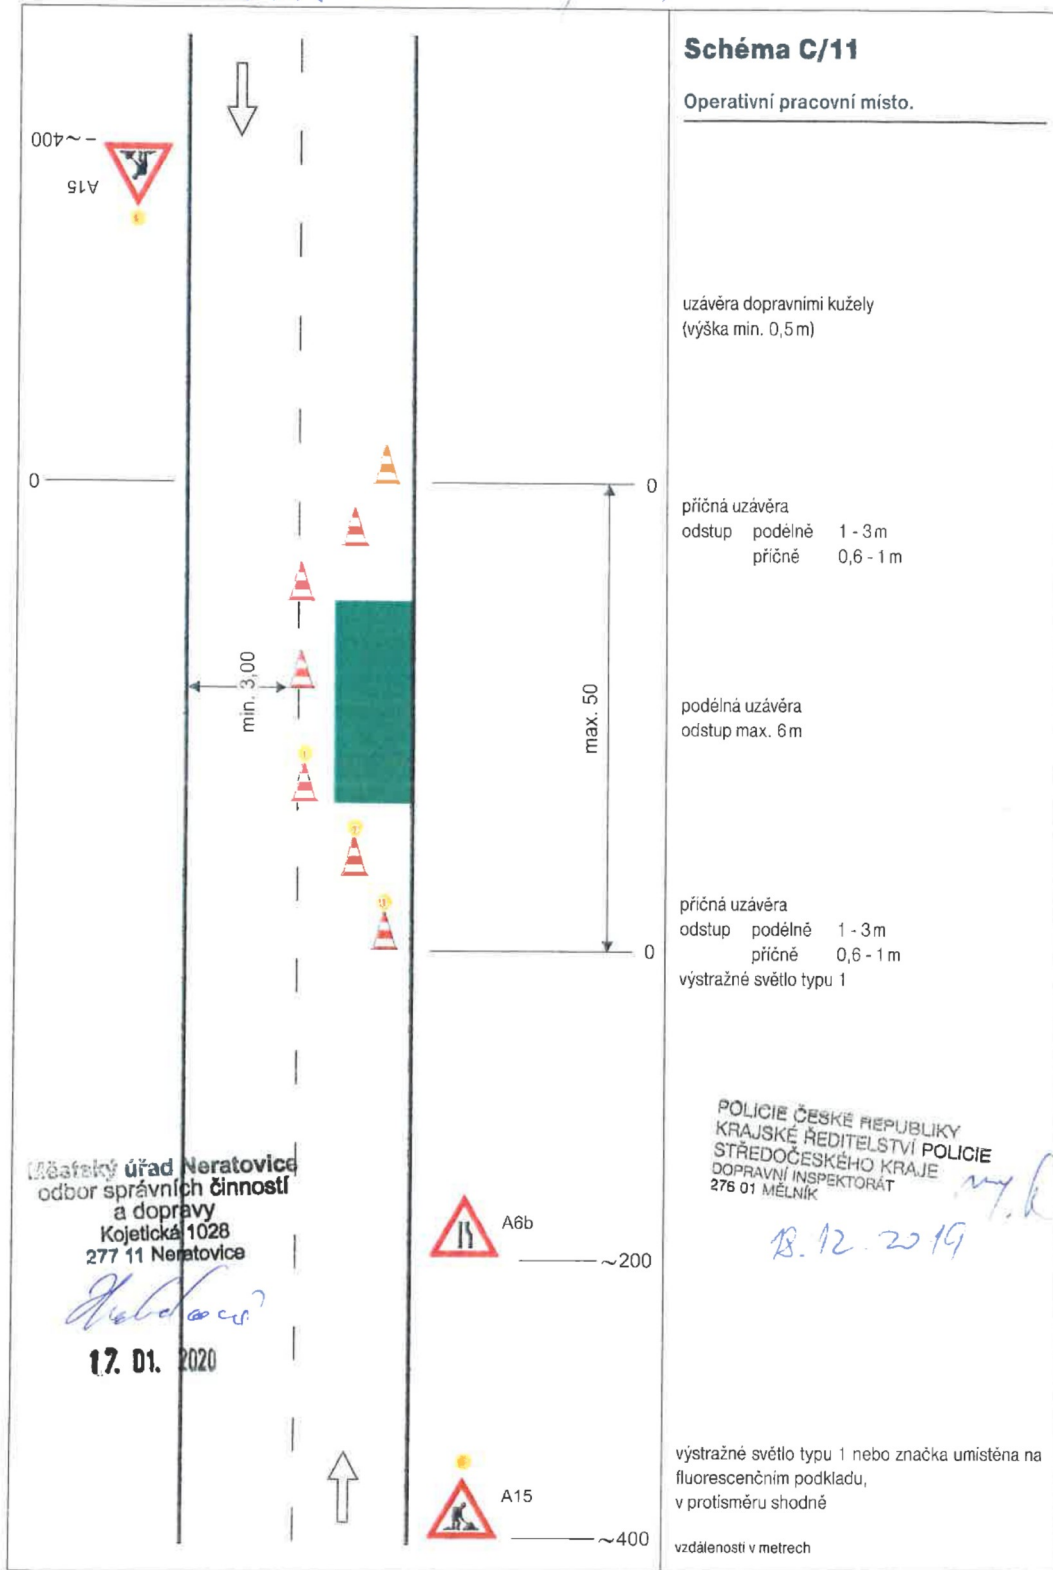 Schéma C/11
Operativní pracovní místo.
~400
A15
uzávěra dopravními kužely
(výška min. 0,5 m)
0
0
příčná uzávěra
odstup podélně 1 - 3 m
příčně 0,6 - 1 m
min. 3,00
max. 50
podélná uzávěra
odstup max. 6 m
příčná uzávěra
odstup podélně 1 - 3 m
příčně 0,6 - 1 m
výstražné světlo typu 1
0
POLICIE ČESKÉ REPUBLIKY
KRAJSKÉ ŘEDITELSTVÍ POLICIE
STŘEDOČESKÉHO KRAJE
DOPRAVNÍ INSPEKTORÁT
276 01 MĚLNÍK
18. 12. 2019
Městský úřad Neratovice
odbor správních činností
a dopravy
Kojetická 1028
277 11 Neratovice
17. 01. 2020
A6b
~200
A15
~400
výstražné světlo typu 1 nebo značka umístěna na
fluorescenčním podkladu,
v protisměru shodně
vzdálenosti v metrech